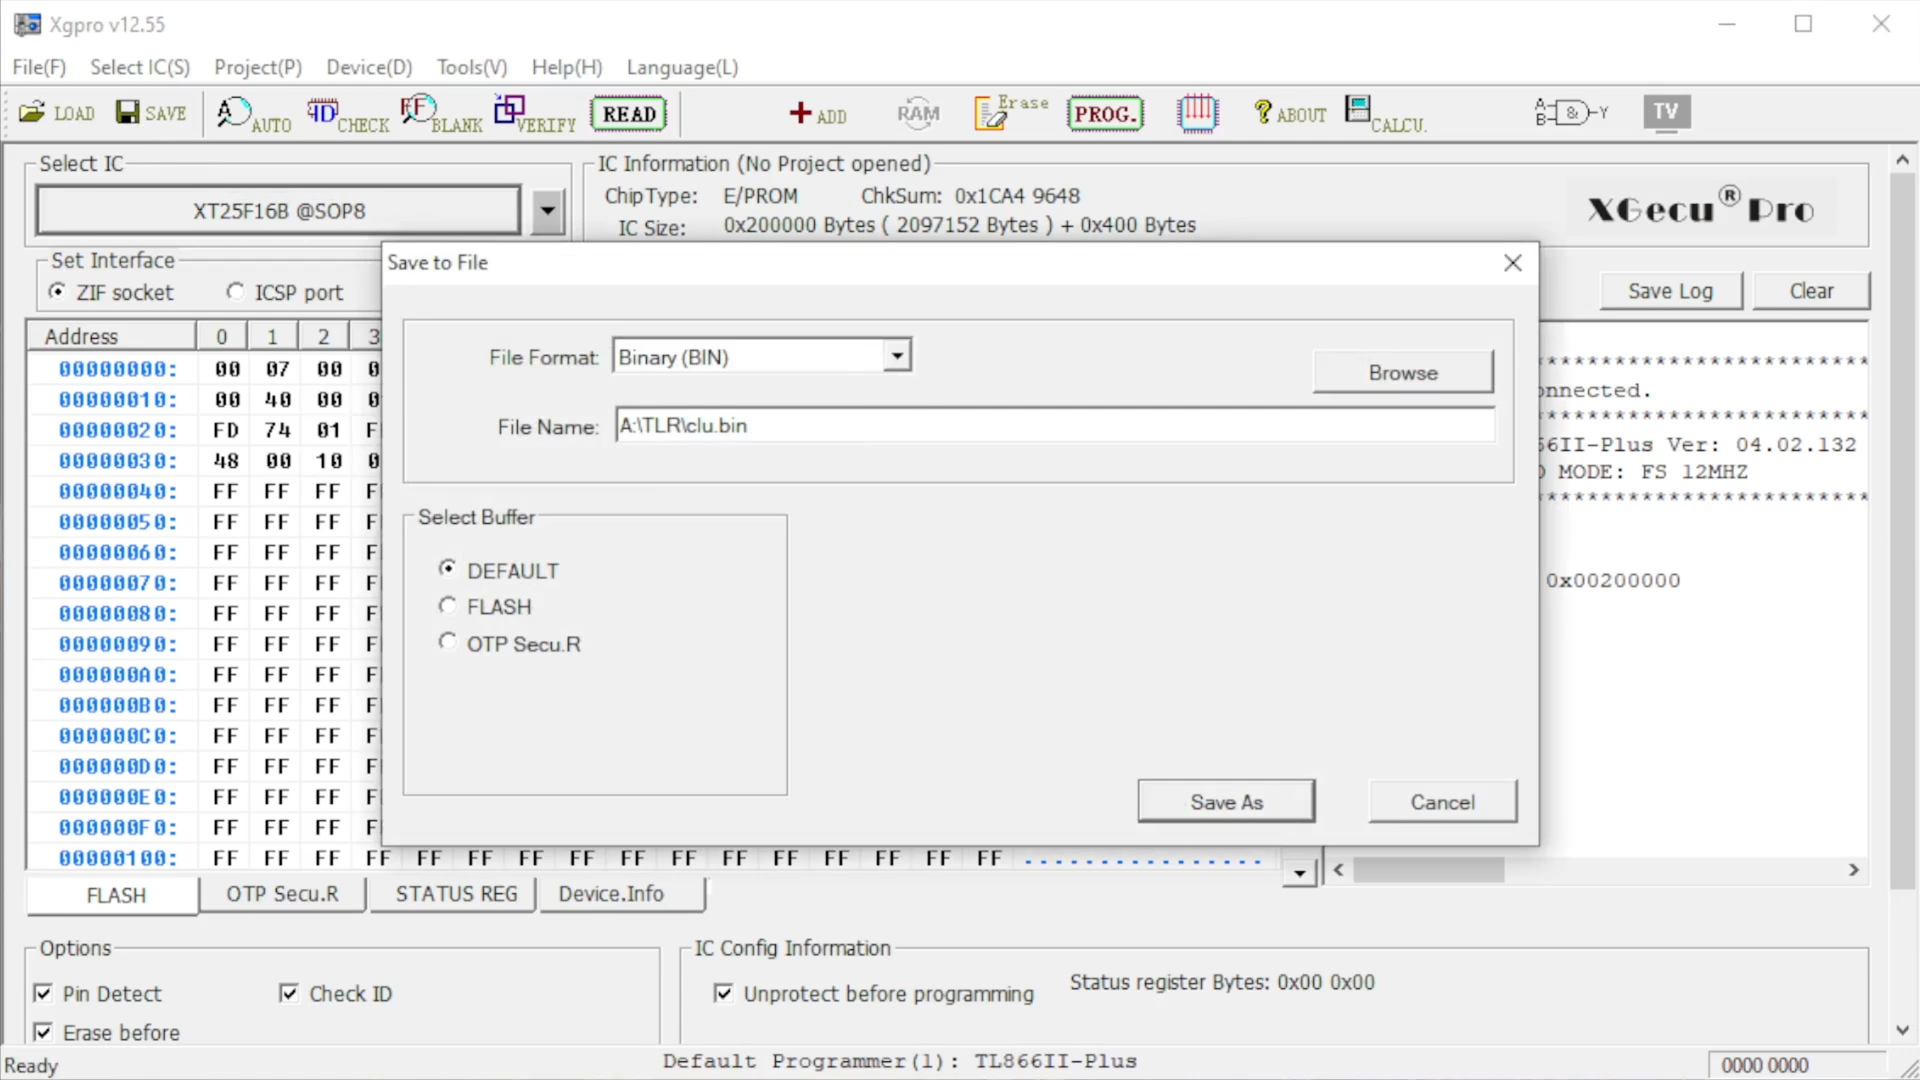 Xgpro v12.55
File(F) Select IC(S) Project(P) Device(D) Tools(V) Help(H) Language(L)
LOAD SAVE AUTO CHECK BLANK VERIFY READ ADD RAM Erase PROG. ABOUT CALCU. TV
Select IC
XT25F16B @SOP8
IC Information (No Project opened)
ChipType: E/PROM ChkSum: 0x1CA4 9648
IC Size: 0x200000 Bytes ( 2097152 Bytes ) + 0x400 Bytes
XGecu® Pro
Set Interface
ZIF socket ICSP port
Save Log Clear
Save to File
File Format: Binary (BIN)
Browse
File Name: A:\TLR\clu.bin
Select Buffer
DEFAULT
FLASH
OTP Secu.R
Save As Cancel
Address 0 1 2 3
00000000: 00 07 00
00000010: 00 40 00
00000020: FD 74 01
00000030: 48 00 10
00000040: FF FF FF
00000050: FF FF FF
00000060: FF FF FF
00000070: FF FF FF
00000080: FF FF FF
00000090: FF FF FF
000000A0: FF FF FF
000000B0: FF FF FF
000000C0: FF FF FF
000000D0: FF FF FF
000000E0: FF FF FF
000000F0: FF FF FF
00000100: FF FF FF FF FF FF FF FF FF FF FF FF FF FF FF FF ................
*************************
nnected.
*************************
66II-Plus Ver: 04.02.132
MODE: FS 12MHZ
*************************
0x00200000
FLASH OTP Secu.R STATUS REG Device.Info
Options
Pin Detect Check ID
Erase before
IC Config Information
Unprotect before programming Status register Bytes: 0x00 0x00
Ready Default Programmer(1): TL866II-Plus 0000 0000